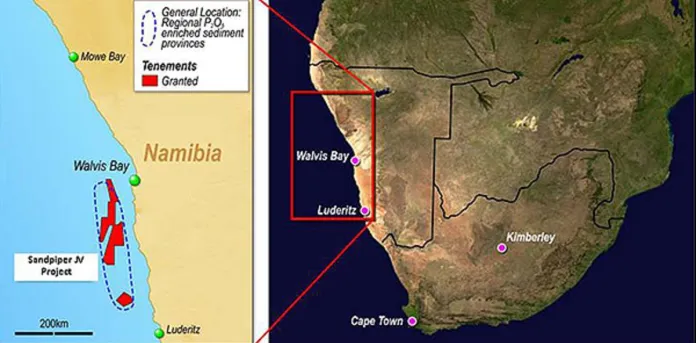 General Location:
Regional P₂O₅
enriched sediment
provinces
Tenements
Granted
Mowe Bay
Walvis Bay
Namibia
Sandpiper JV
Project
200km
Luderitz
Walvis Bay
Luderitz
Kimberley
Cape Town